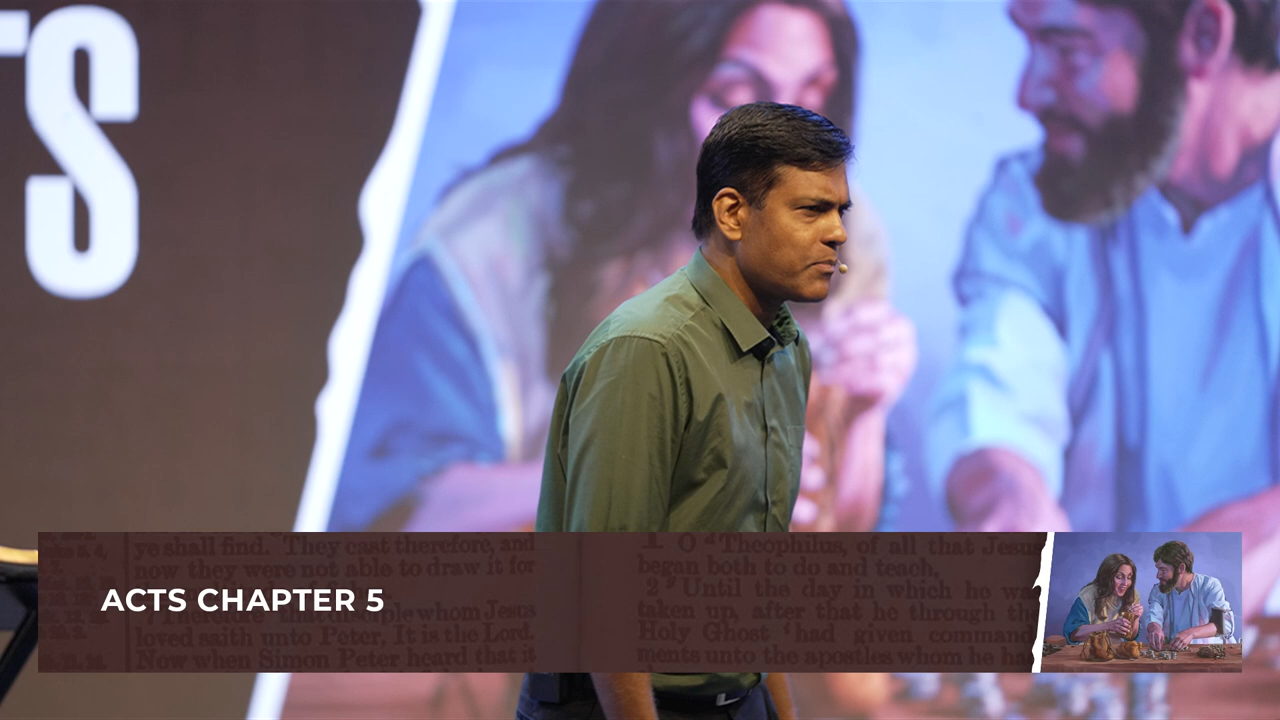 TS
ye shall find. They cast therefore, and
now they were not able to draw it for
Therefore that disciple whom Jesus
loved saith unto Peter, It is the Lord.
Now when Simon Peter heard that it
1 O Theophilus, of all that Jesus
began both to do and teach,
2 Until the day in which he wa
taken up, after that he through the
Holy Ghost had given command
ments unto the apostles whom he had
ACTS CHAPTER 5